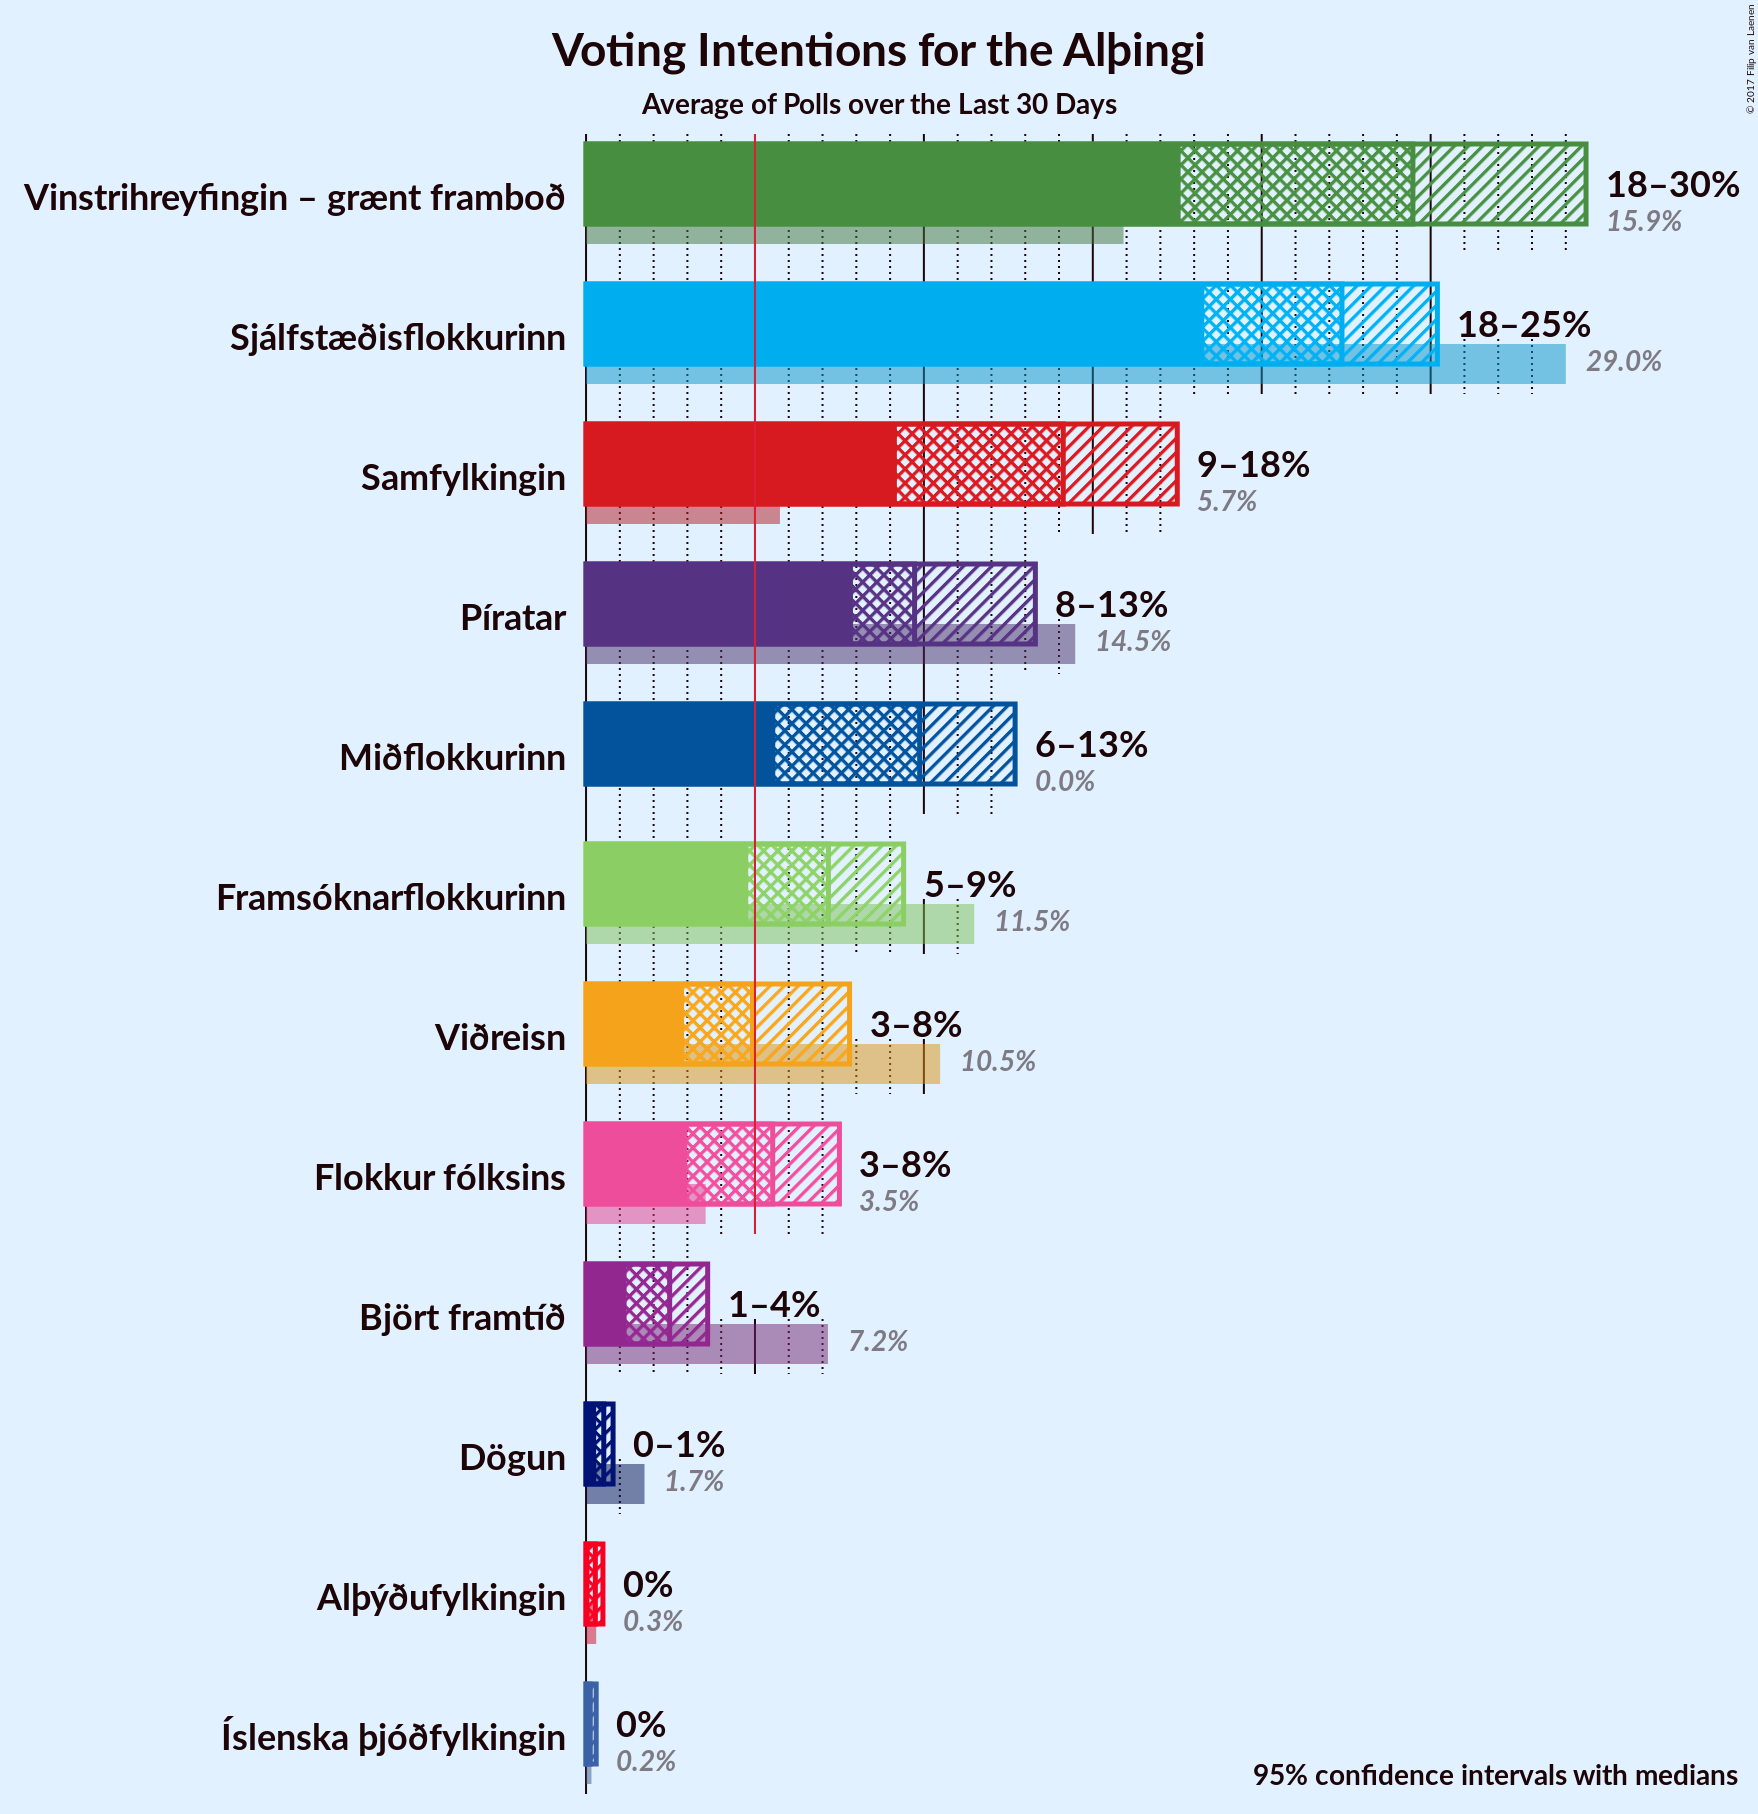 Voting Intentions for the Alþingi
Average of Polls over the Last 30 Days
© 2017 Filip van Laenen
Vinstrihreyfingin – grænt framboð
18–30%
15.9%
Sjálfstæðisflokkurinn
18–25%
29.0%
Samfylkingin
9–18%
5.7%
Píratar
8–13%
14.5%
Miðflokkurinn
6–13%
0.0%
Framsóknarflokkurinn
5–9%
11.5%
Viðreisn
3–8%
10.5%
Flokkur fólksins
3–8%
3.5%
Björt framtíð
1–4%
7.2%
Dögun
0–1%
1.7%
Alþýðufylkingin
0%
0.3%
Íslenska þjóðfylkingin
0%
0.2%
95% confidence intervals with medians